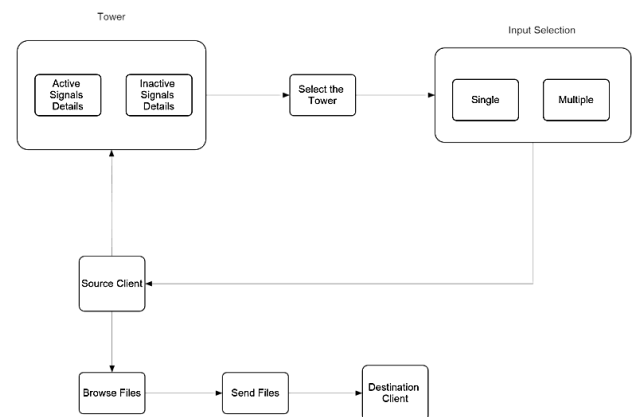 Tower
Input Selection
Active
Signals
Details
Inactive
Signals
Details
Select the
Tower
Single
Multiple
Source Client
Browse Files
Send Files
Destination
Client